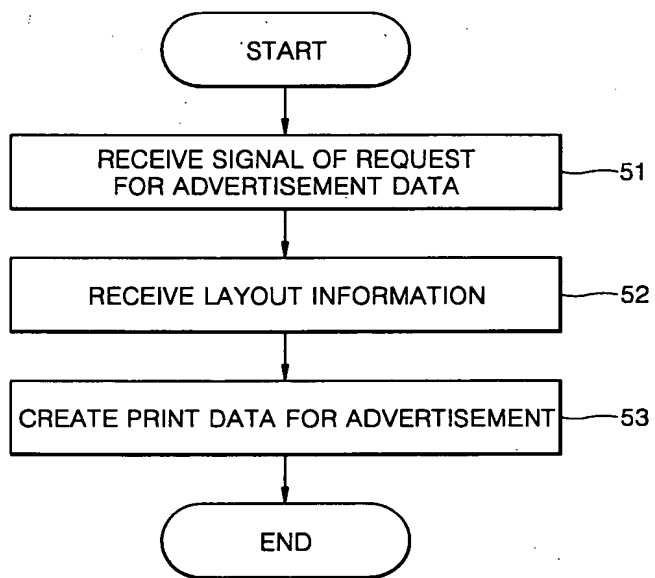 START
RECEIVE SIGNAL OF REQUEST
FOR ADVERTISEMENT DATA
51
RECEIVE LAYOUT INFORMATION
52
CREATE PRINT DATA FOR ADVERTISEMENT
53
END